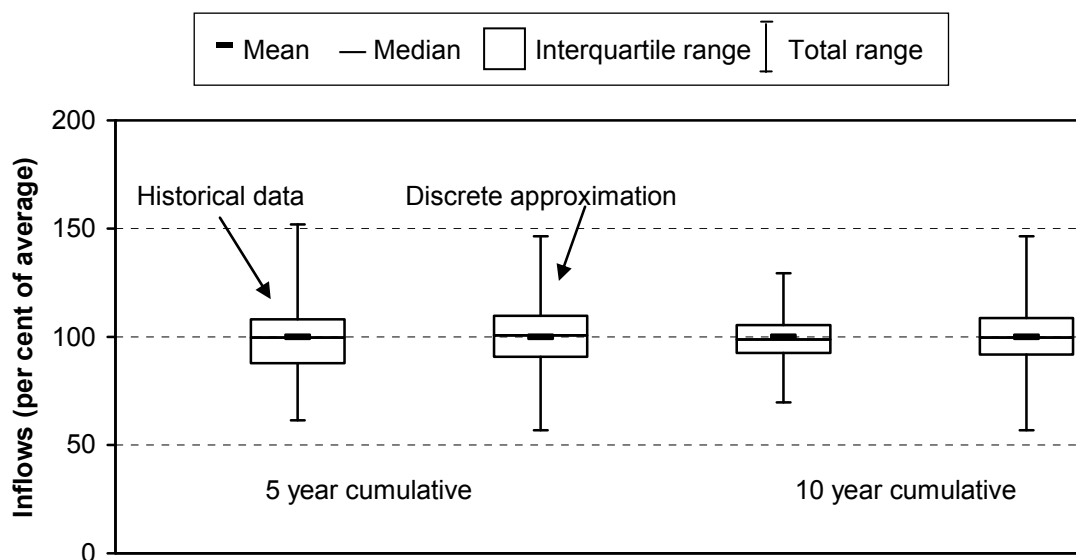 Mean Median Interquartile range Total range
200
Historical data Discrete approximation
150
100
50
5 year cumulative 10 year cumulative
0
Inflows (per cent of average)